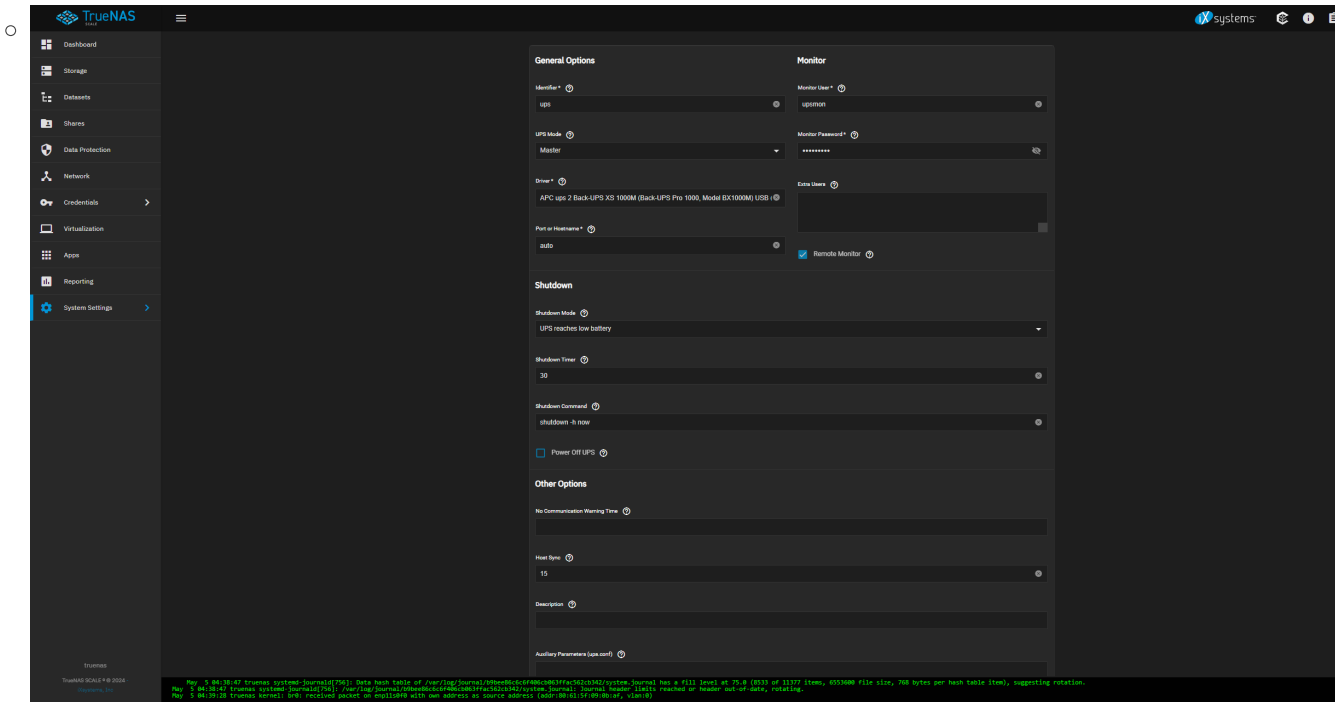 TrueNAS
SCALE
iXsystems
Dashboard
Storage
Datasets
Shares
Data Protection
Network
Credentials
Virtualization
Apps
Reporting
System Settings
General Options
Identifier *
ups
UPS Mode
Master
Driver *
APC ups 2 Back-UPS XS 1000M (Back-UPS Pro 1000, Model BX1000M) USB
Port or Hostname *
auto
Monitor
Monitor User *
upsmon
Monitor Password *
•••••••••
Extra Users
Remote Monitor
Shutdown
Shutdown Mode
UPS reaches low battery
Shutdown Timer
30
Shutdown Command
shutdown -h now
Power Off UPS
Other Options
No Communication Warning Time
Host Sync
15
Description
Auxiliary Parameters (ups.conf)
truenas
TrueNAS SCALE ® © 2024
iXsystems, Inc
May 5 04:38:47 truenas systemd-journald[756]: Data hash table of /var/log/journal/b9bee86c6c6f406cb063ffac562cb342/system.journal has a fill level at 75.0 (8533 of 11377 items, 6553600 file size, 768 bytes per hash table item), suggesting rotation.
May 5 04:38:47 truenas systemd-journald[756]: /var/log/journal/b9bee86c6c6f406cb063ffac562cb342/system.journal: Journal header limits reached or header out-of-date, rotating.
May 5 04:39:28 truenas kernel: br0: received packet on enp11s0f0 with own address as source address (addr:80:61:5f:09:0b:af, vlan:0)